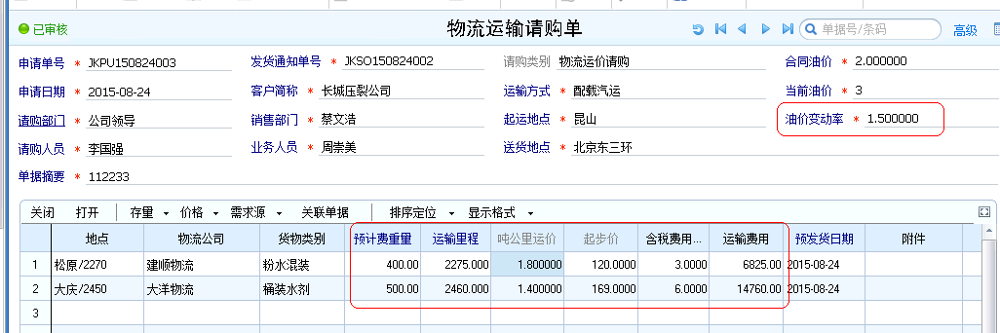 已审核
物流运输请购单
单据号/条码
高级
申请单号 * JKPU150824003
发货通知单号 * JKSO150824002
请购类别 物流运价请购
合同油价 * 2.000000
申请日期 * 2015-08-24
客户简称 * 长城压裂公司
运输方式 * 配载汽运
当前油价 * 3
请购部门 * 公司领导
销售部门 * 蔡文浩
起运地点 * 昆山
油价变动率 * 1.500000
请购人员 * 李国强
业务人员 * 周崇美
送货地点 * 北京东三环
单据摘要 * 112233
关闭 打开 存量 价格 需求源 关联单据 排序定位 显示格式
地点 物流公司 货物类别 预计费重量 运输里程 吨公里运价 起步价 含税费用... 运输费用 预发货日期 附件
1 松原/2270 建顺物流 粉水混装 400.00 2275.000 1.800000 120.0000 3.0000 6825.00 2015-08-24
2 大庆/2450 大洋物流 桶装水剂 500.00 2460.000 1.400000 169.0000 6.0000 14760.00 2015-08-24
3